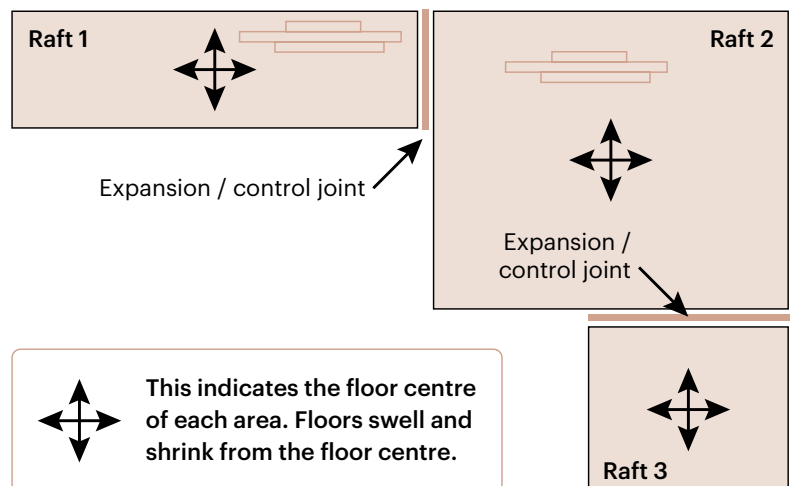 Raft 1
Raft 2
Expansion / control joint
Expansion /
control joint
This indicates the floor centre
of each area. Floors swell and
shrink from the floor centre.
Raft 3